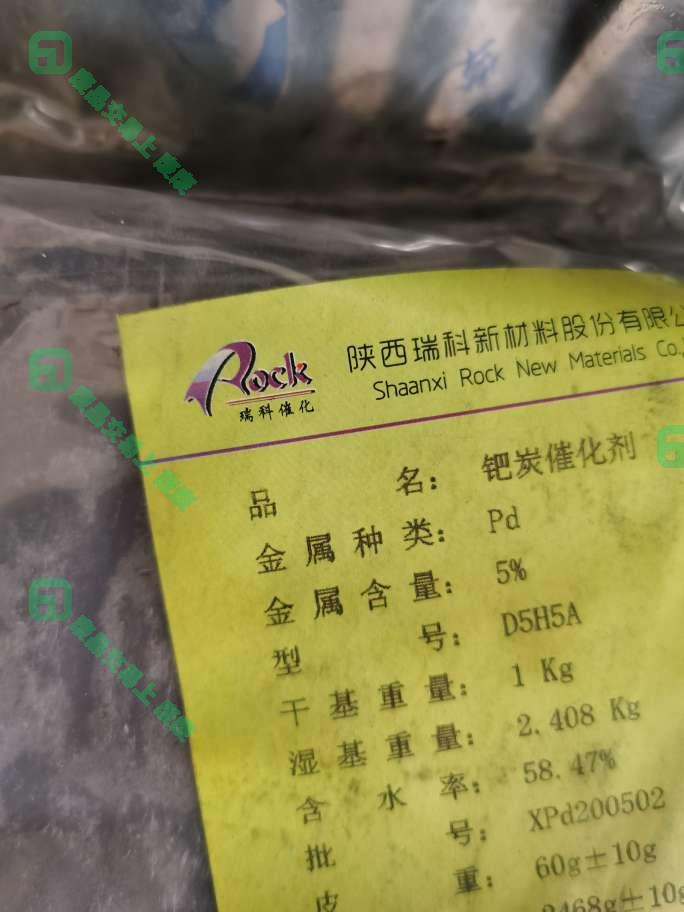 Rock
瑞科催化
陕西瑞科新材料股份有限公
Shaanxi Rock New Materials Co.,
品名：钯炭催化剂
金属种类：Pd
金属含量：5%
型号：D5H5A
干基重量：1 Kg
湿基重量：2.408 Kg
含水率：58.47%
批号：XPd200502
皮重：60g±10g
2468g±10g